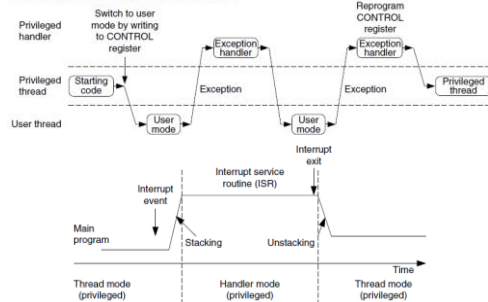 Privileged
handler
Switch to user
mode by writing
to CONTROL
register
Exception
handler
Reprogram
CONTROL
register
Exception
handler
Privileged
thread
Starting
code
Exception
Exception
Privileged
thread
User thread
User
mode
User
mode
Interrupt
exit
Interrupt service
routine (ISR)
Interrupt
event
Main
program
Stacking
Unstacking
Time
Thread mode
(privileged)
Handler mode
(privileged)
Thread mode
(privileged)